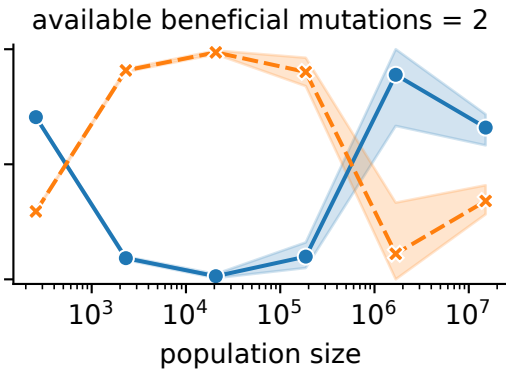 available beneficial mutations = 2
10³ 10⁴ 10⁵ 10⁶ 10⁷
population size